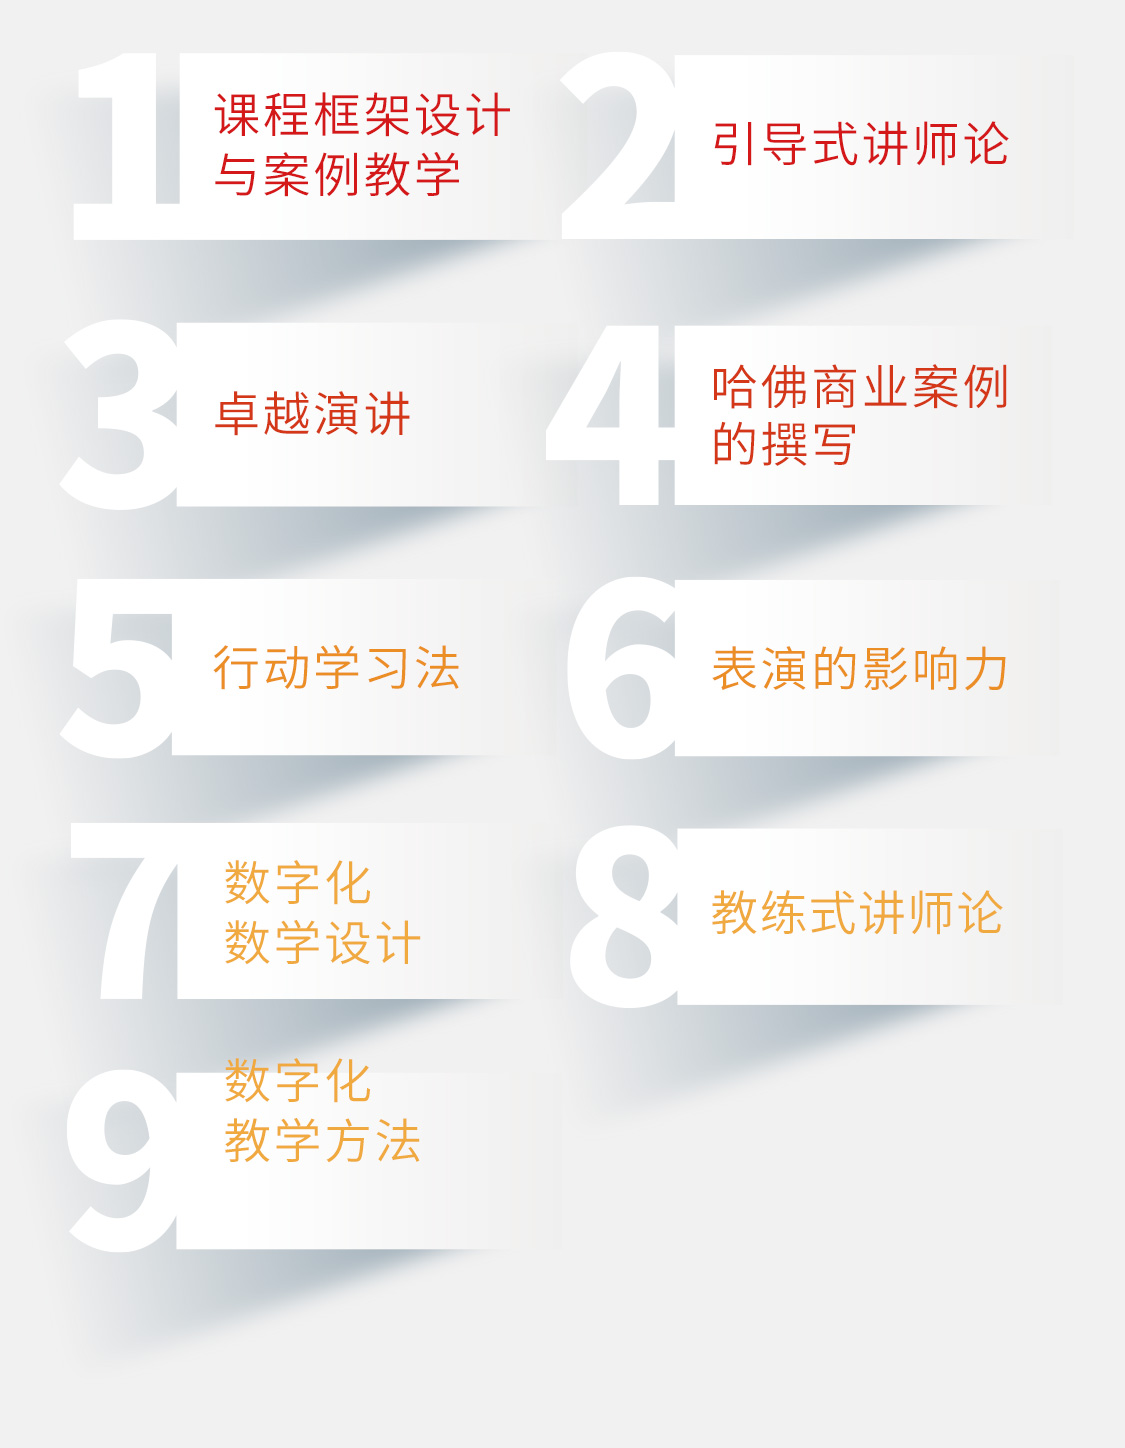 1
课程框架设计
与案例教学
2
引导式讲师论
3
卓越演讲
4
哈佛商业案例
的撰写
5
行动学习法
6
表演的影响力
7
数字化
数学设计
8
教练式讲师论
9
数字化
教学方法